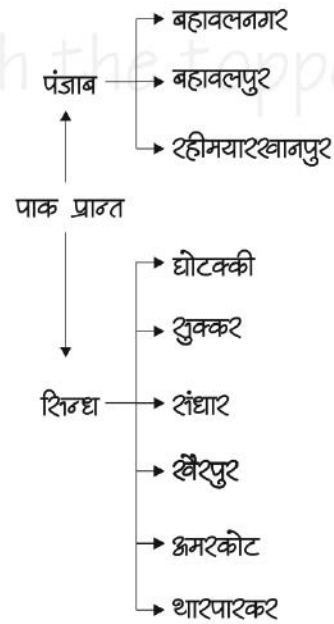 बहावलनगर
पंजाब
बहावलपुर
रहीमयारखानपुर
पाक प्रान्त
घोटक्की
सुक्कर
सिन्ध
संधार
खैरपुर
अमरकोट
थारपारकर